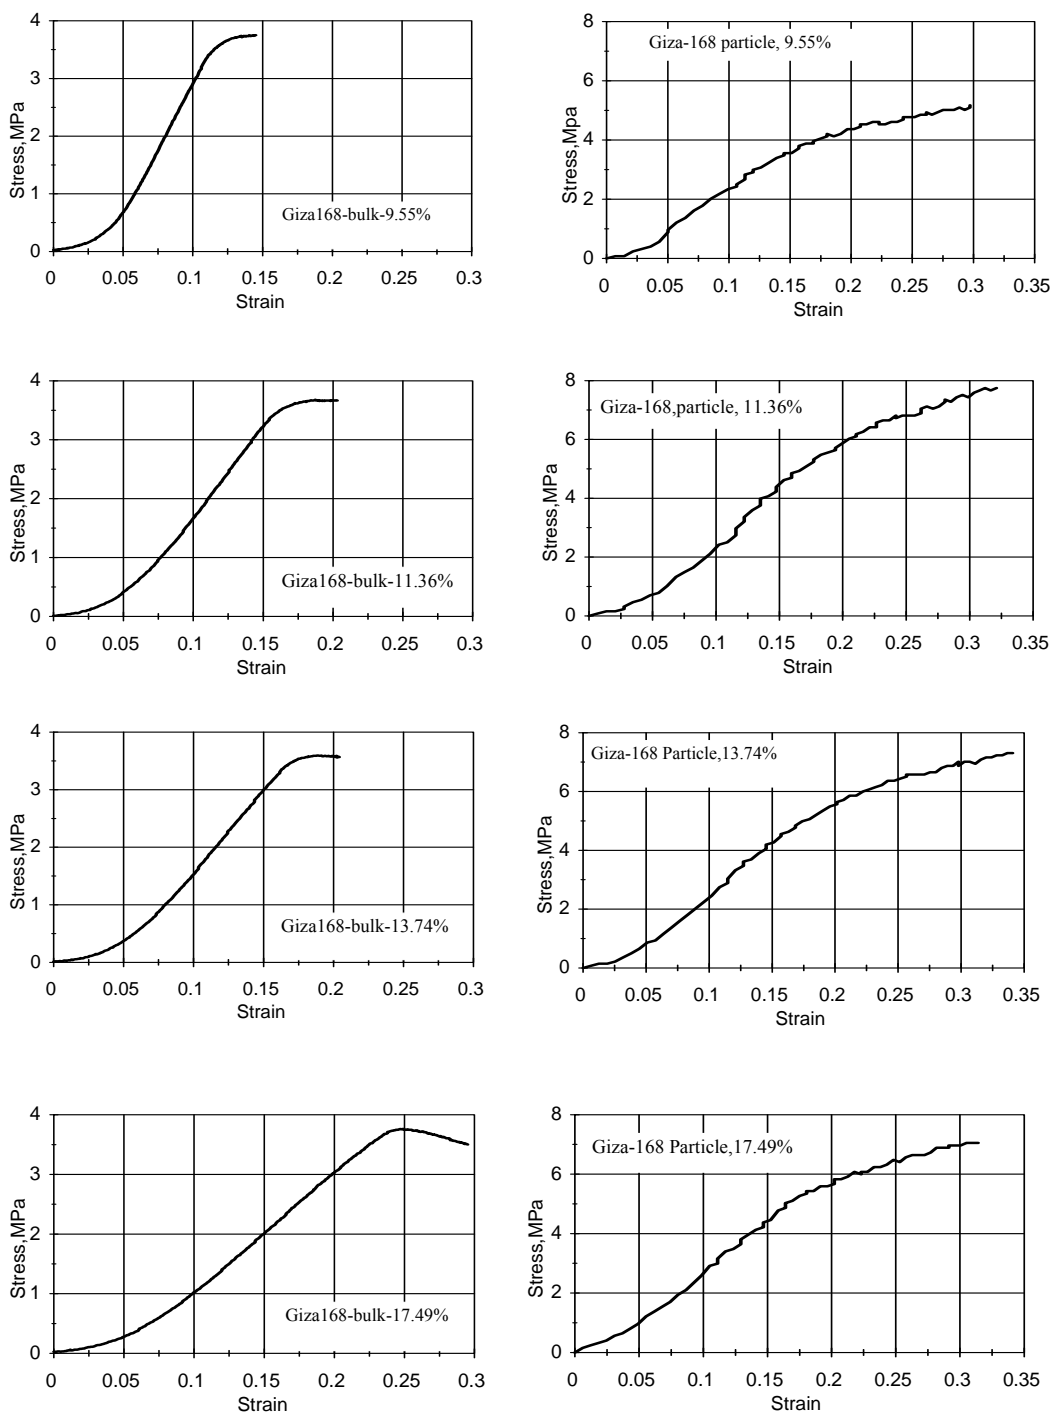 4
3
2
1
0
Stress,MPa
Giza168-bulk-9.55%
0 0.05 0.1 0.15 0.2 0.25 0.3
Strain
8
6
4
2
0
Stress,Mpa
Giza-168 particle, 9.55%
0 0.05 0.1 0.15 0.2 0.25 0.3 0.35
Strain
4
3
2
1
0
Stress,MPa
Giza168-bulk-11.36%
0 0.05 0.1 0.15 0.2 0.25 0.3
Strain
8
6
4
2
0
Stress,MPa
Giza-168,particle, 11.36%
0 0.05 0.1 0.15 0.2 0.25 0.3 0.35
Strain
4
3
2
1
0
Stress,MPa
Giza168-bulk-13.74%
0 0.05 0.1 0.15 0.2 0.25 0.3
Strain
8
6
4
2
0
Stress,MPa
Giza-168 Particle,13.74%
0 0.05 0.1 0.15 0.2 0.25 0.3 0.35
Strain
4
3
2
1
0
Stress,MPa
Giza168-bulk-17.49%
0 0.05 0.1 0.15 0.20 0.25 0.3
Strain
8
6
4
2
0
Stress,MPa
Giza-168 Particle,17.49%
0 0.05 0.1 0.15 0.2 0.25 0.3 0.35
Strain